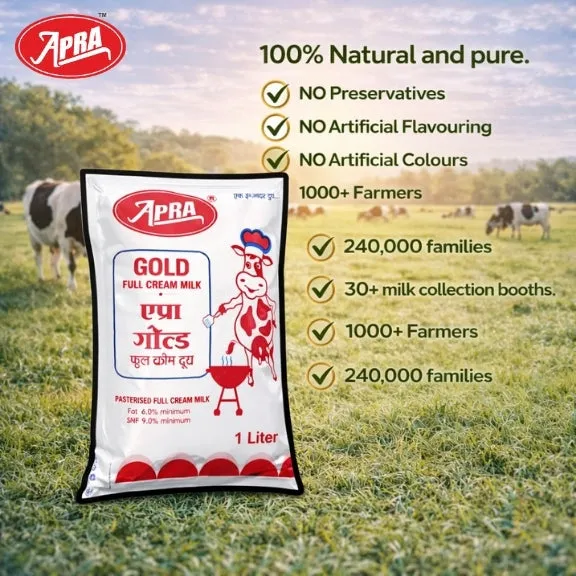 APRA
TM
100% Natural and pure.
NO Preservatives
NO Artificial Flavouring
NO Artificial Colours
1000+ Farmers
240,000 families
30+ milk collection booths.
1000+ Farmers
240,000 families
APRA
GOLD
FULL CREAM MILK
एप्रा
गोल्ड
फुल क्रीम दूध
PASTERISED FULL CREAM MILK
Fat 6.0% minimum
SNF 9.0% minimum
1 Liter